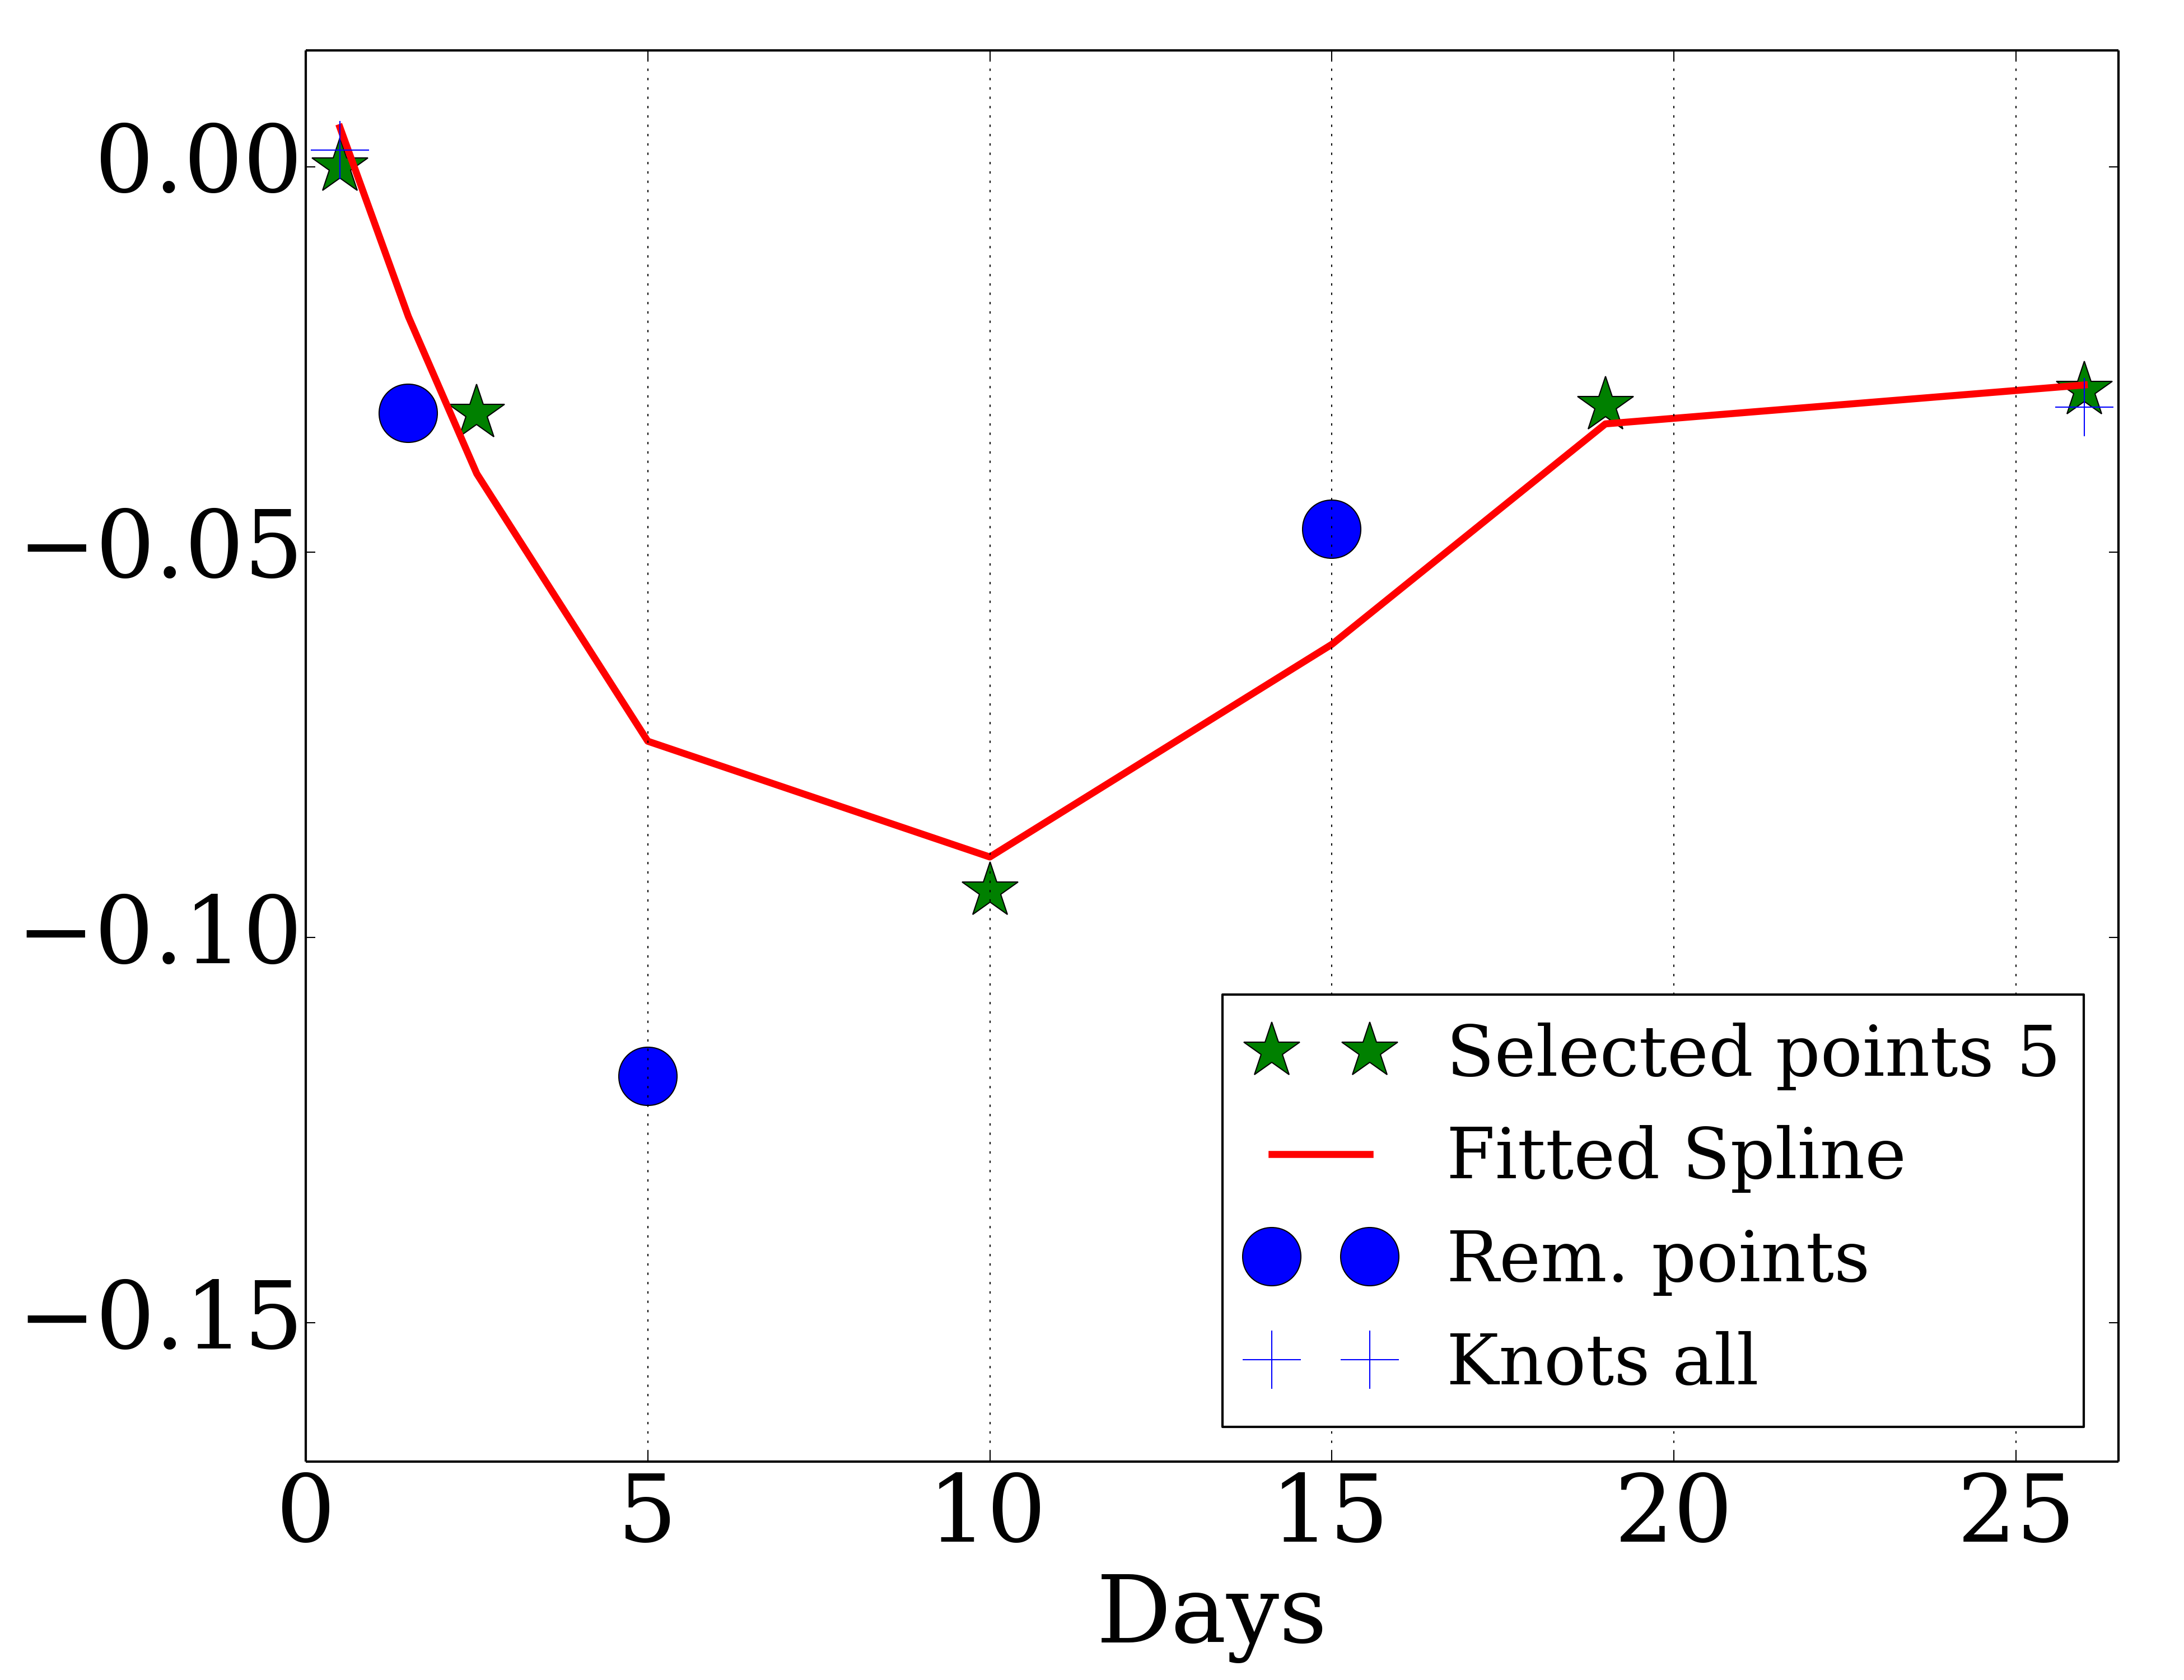 0.00
−0.05
−0.10
−0.15
Selected points 5
Fitted Spline
Rem. points
Knots all
0 5 10 15 20 25
Days